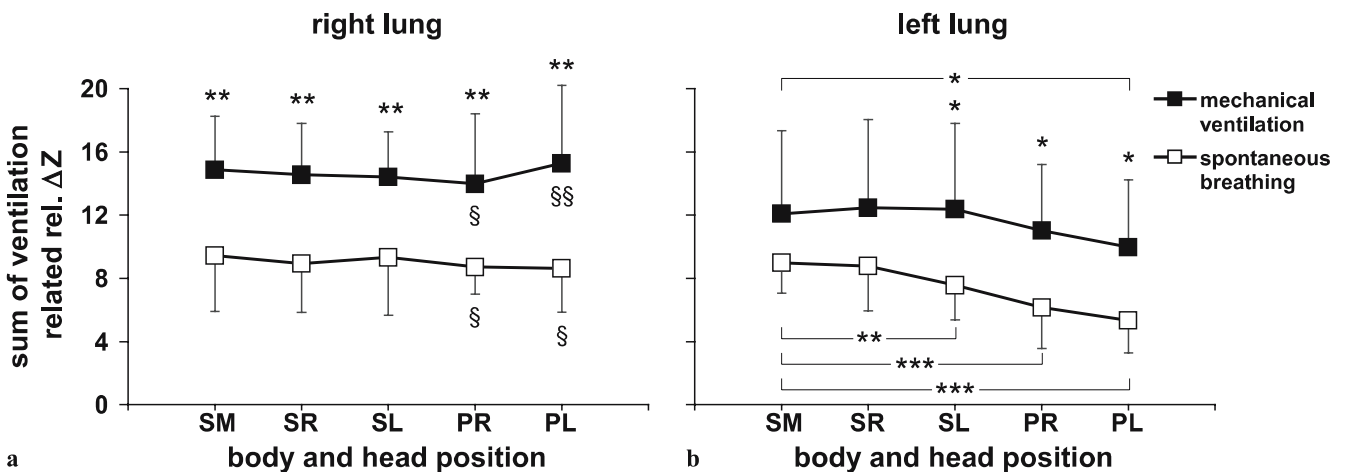 right lung
left lung
sum of ventilation
related rel. ΔZ
20
16
12
8
4
0
** ** ** ** **
§ §§
§ §
SM SR SL PR PL
body and head position
a
*
* * *
**
***
***
SM SR SL PR PL
body and head position
b
mechanical
ventilation
spontaneous
breathing